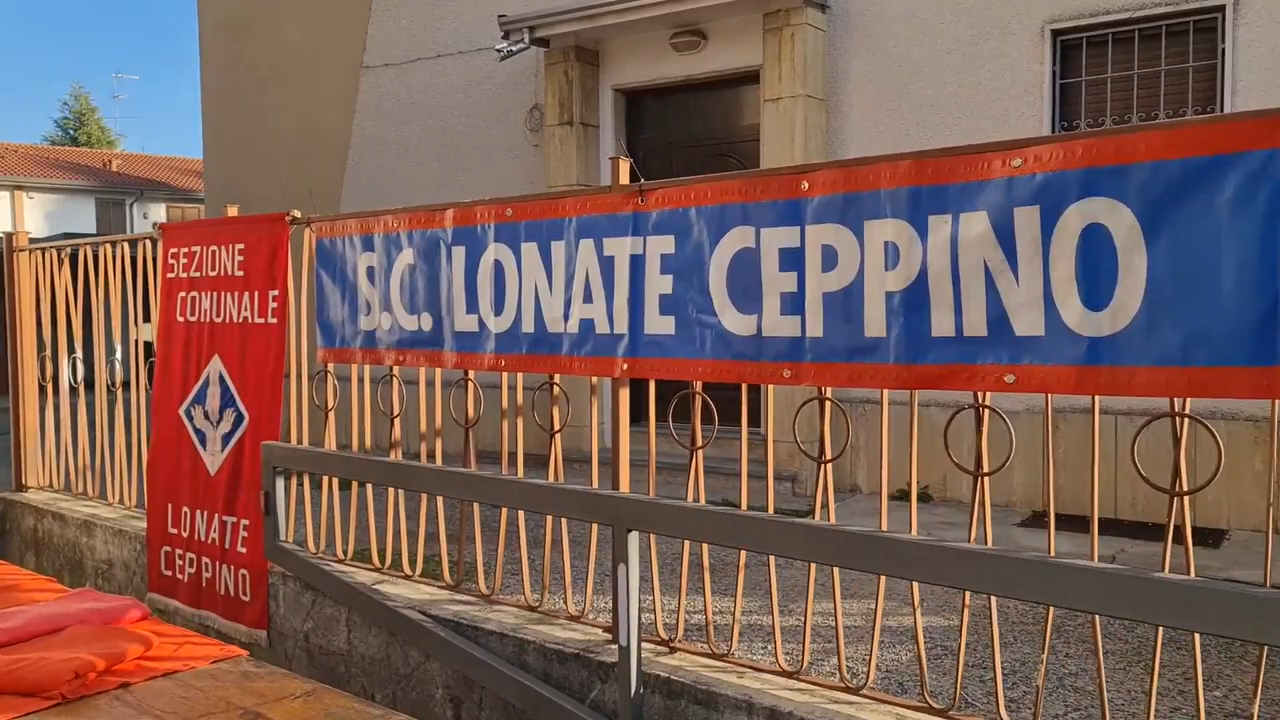 SEZIONE
COMUNALE
LONATE
CEPPINO
S.C. LONATE CEPPINO